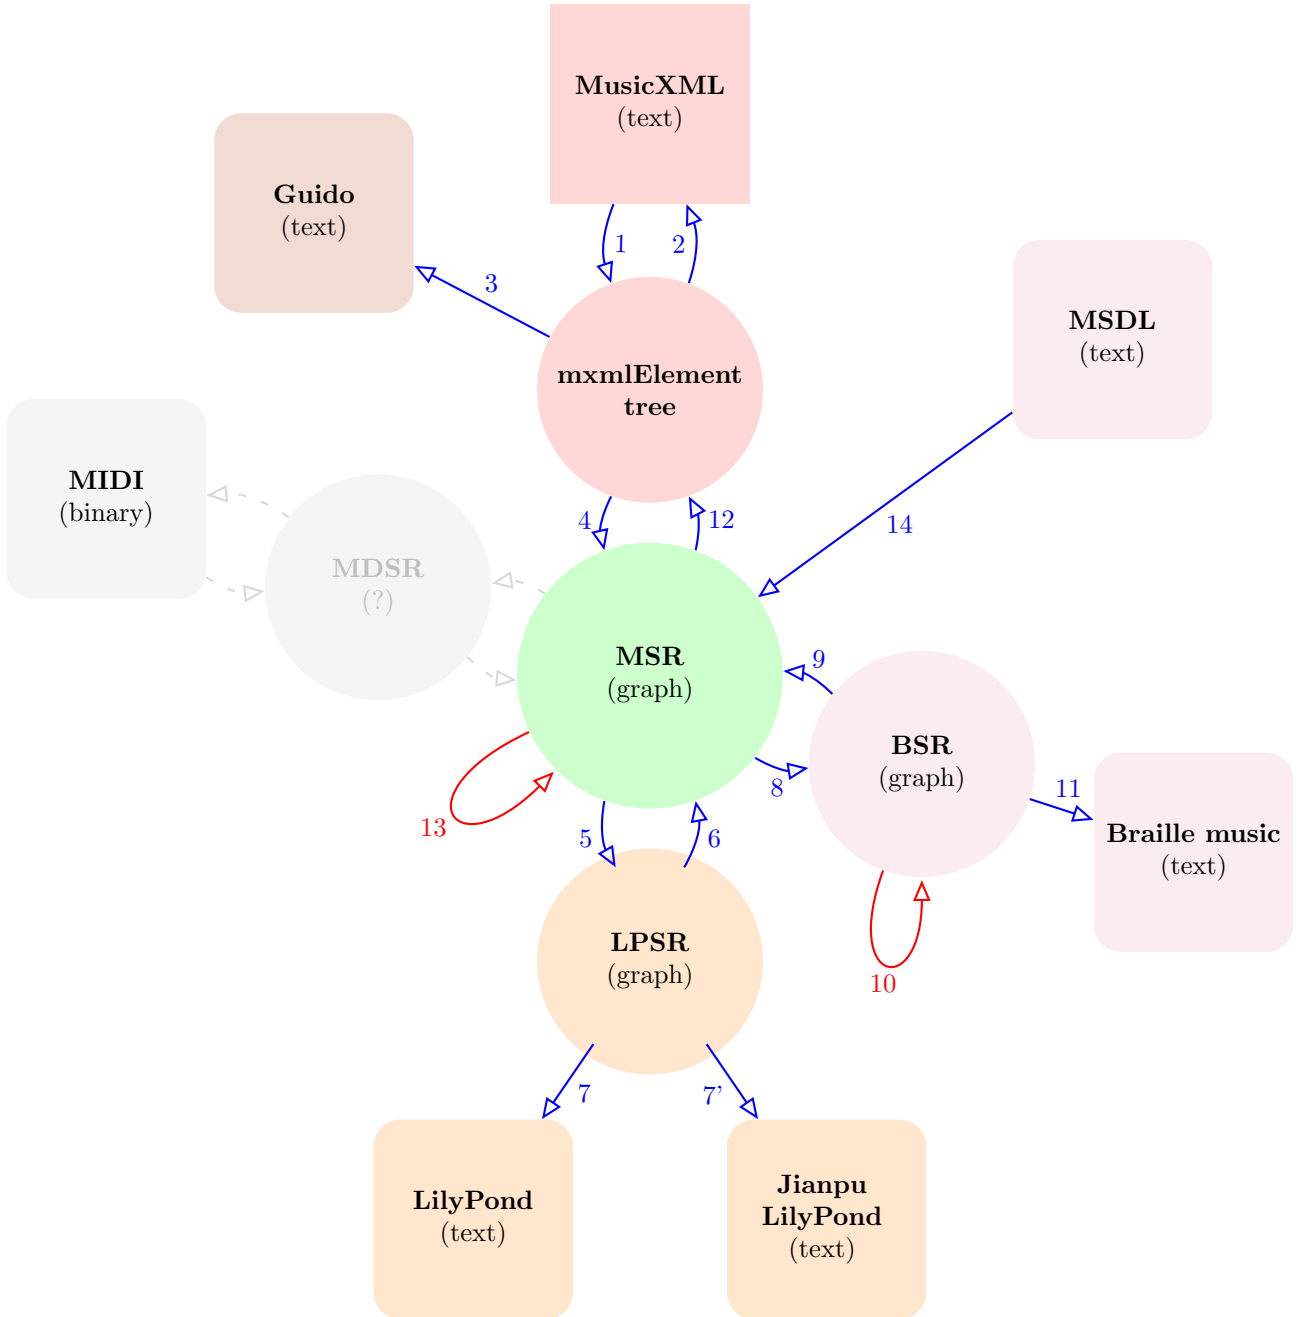 MusicXML
(text)
Guido
(text)
1
2
3
MSDL
(text)
mxmlElement
tree
MIDI
(binary)
4
12
14
MDSR
(?)
MSR
(graph)
9
BSR
(graph)
8
11
13
5
6
Braille music
(text)
LPSR
(graph)
10
7
7'
LilyPond
(text)
Jianpu
LilyPond
(text)